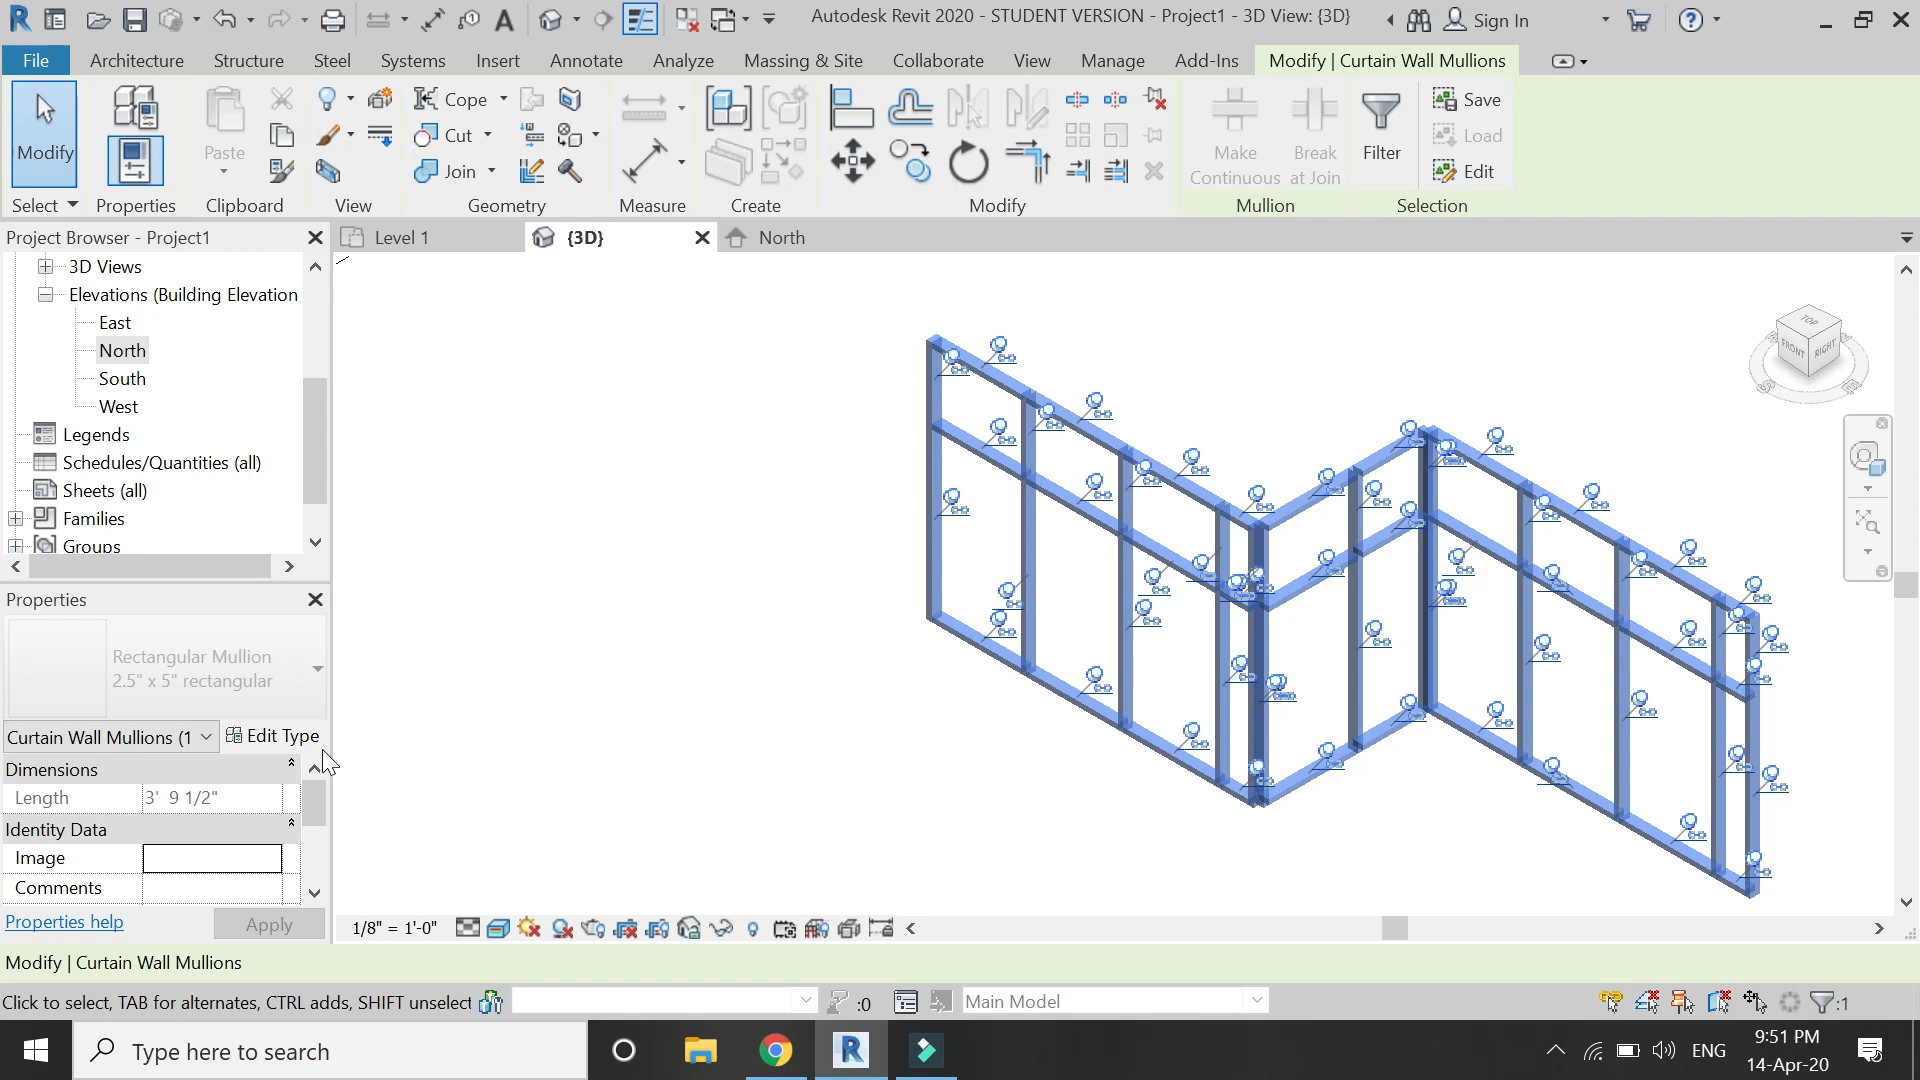 Autodesk Revit 2020 - STUDENT VERSION - Project1 - 3D View: {3D}
Sign In
File
Architecture
Structure
Steel
Systems
Insert
Annotate
Analyze
Massing & Site
Collaborate
View
Manage
Add-Ins
Modify | Curtain Wall Mullions
Modify
Paste
Cope
Cut
Join
Make
Continuous
Break
at Join
Filter
Save
Load
Edit
Select
Properties
Clipboard
View
Geometry
Measure
Create
Modify
Mullion
Selection
Project Browser - Project1
Level 1
{3D}
North
3D Views
Elevations (Building Elevation
East
North
South
West
Legends
Schedules/Quantities (all)
Sheets (all)
Families
Groups
TOP
FRONT
RIGHT
S
E
Properties
Rectangular Mullion
2.5" x 5" rectangular
Curtain Wall Mullions (1
Edit Type
Dimensions
Length
3' 9 1/2"
Identity Data
Image
Comments
Properties help
Apply
1/8" = 1'-0"
Modify | Curtain Wall Mullions
Click to select, TAB for alternates, CTRL adds, SHIFT unselect
:0
Main Model
:1
Type here to search
ENG
9:51 PM
14-Apr-20